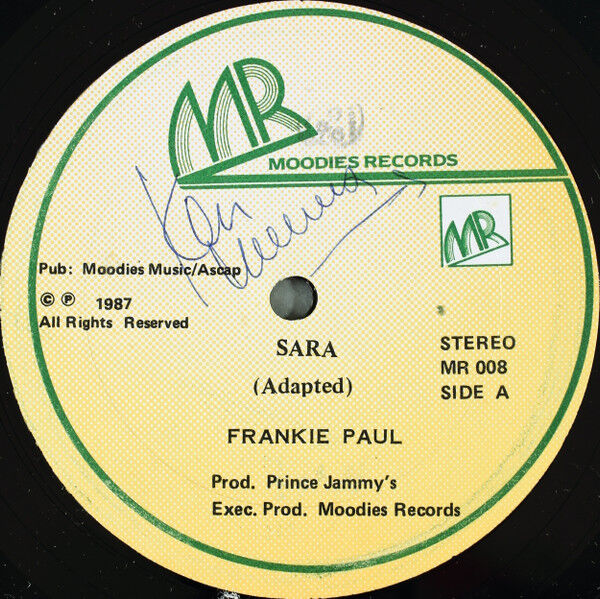 MR
MOODIES RECORDS
Ken
MR
Pub: Moodies Music/Ascap
© ℗ 1987
All Rights Reserved
STEREO
MR 008
SIDE A
SARA
(Adapted)
FRANKIE PAUL
Prod. Prince Jammy's
Exec. Prod. Moodies Records